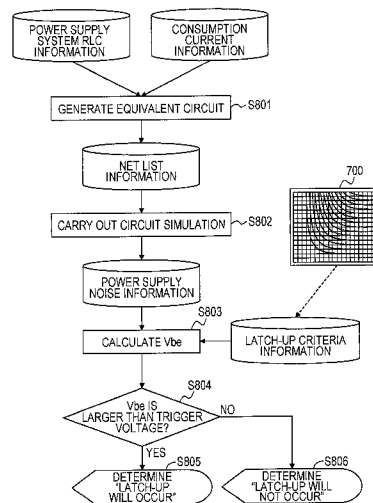 POWER SUPPLY
SYSTEM RLC
INFORMATION
CONSUMPTION
CURRENT
INFORMATION
GENERATE EQUIVALENT CIRCUIT
S801
NET LIST
INFORMATION
700
CARRY OUT CIRCUIT SIMULATION
S802
POWER SUPPLY
NOISE INFORMATION
S803
CALCULATE Vbe
LATCH-UP CRITERIA
INFORMATION
S804
Vbe IS
LARGER THAN TRIGGER
VOLTAGE?
NO
YES
S805
S806
DETERMINE
"LATCH-UP
WILL OCCUR"
DETERMINE
"LATCH-UP WILL
NOT OCCUR"